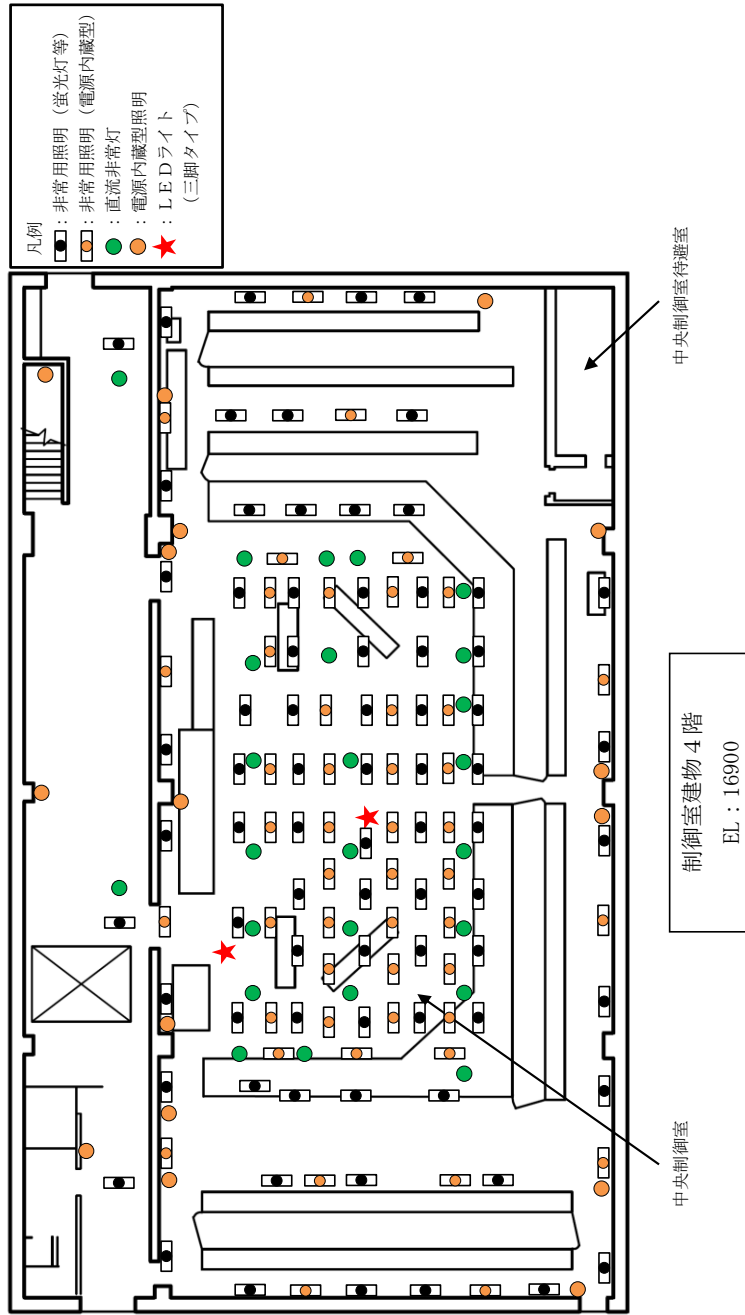 凡例
：非常用照明（蛍光灯等）
：非常用照明（電源内蔵型）
：直流非常灯
：電源内蔵型照明
：ＬＥＤライト
（三脚タイプ）
中央制御室待避室
中央制御室
制御室建物４階
EL：16900